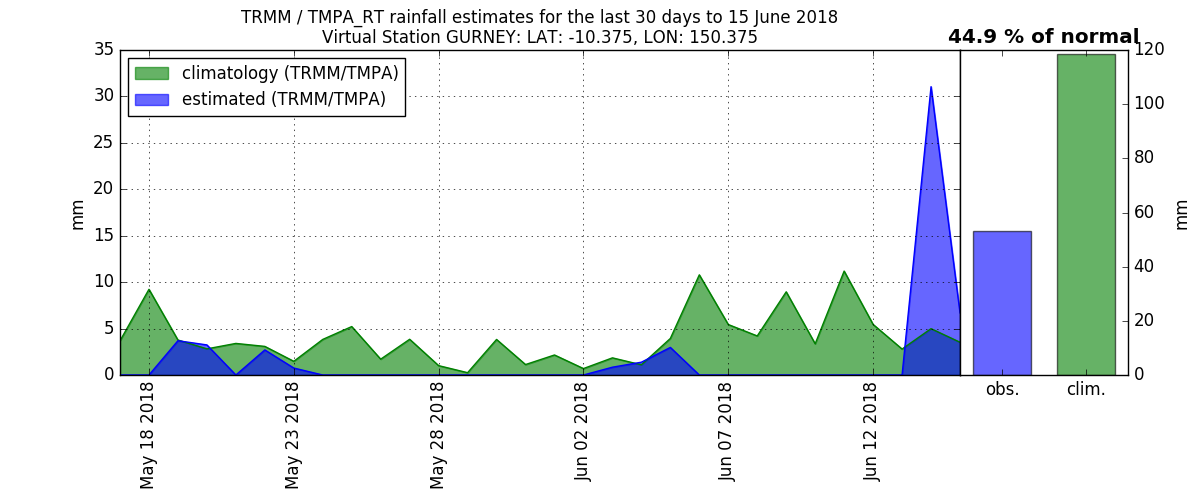 TRMM / TMPA_RT rainfall estimates for the last 30 days to 15 June 2018
Virtual Station GURNEY: LAT: -10.375, LON: 150.375
44.9 % of normal
climatology (TRMM/TMPA)
estimated (TRMM/TMPA)
35
30
25
20
15
10
5
0
mm
May 18 2018
May 23 2018
May 28 2018
Jun 02 2018
Jun 07 2018
Jun 12 2018
obs.
clim.
120
100
80
60
40
20
0
mm